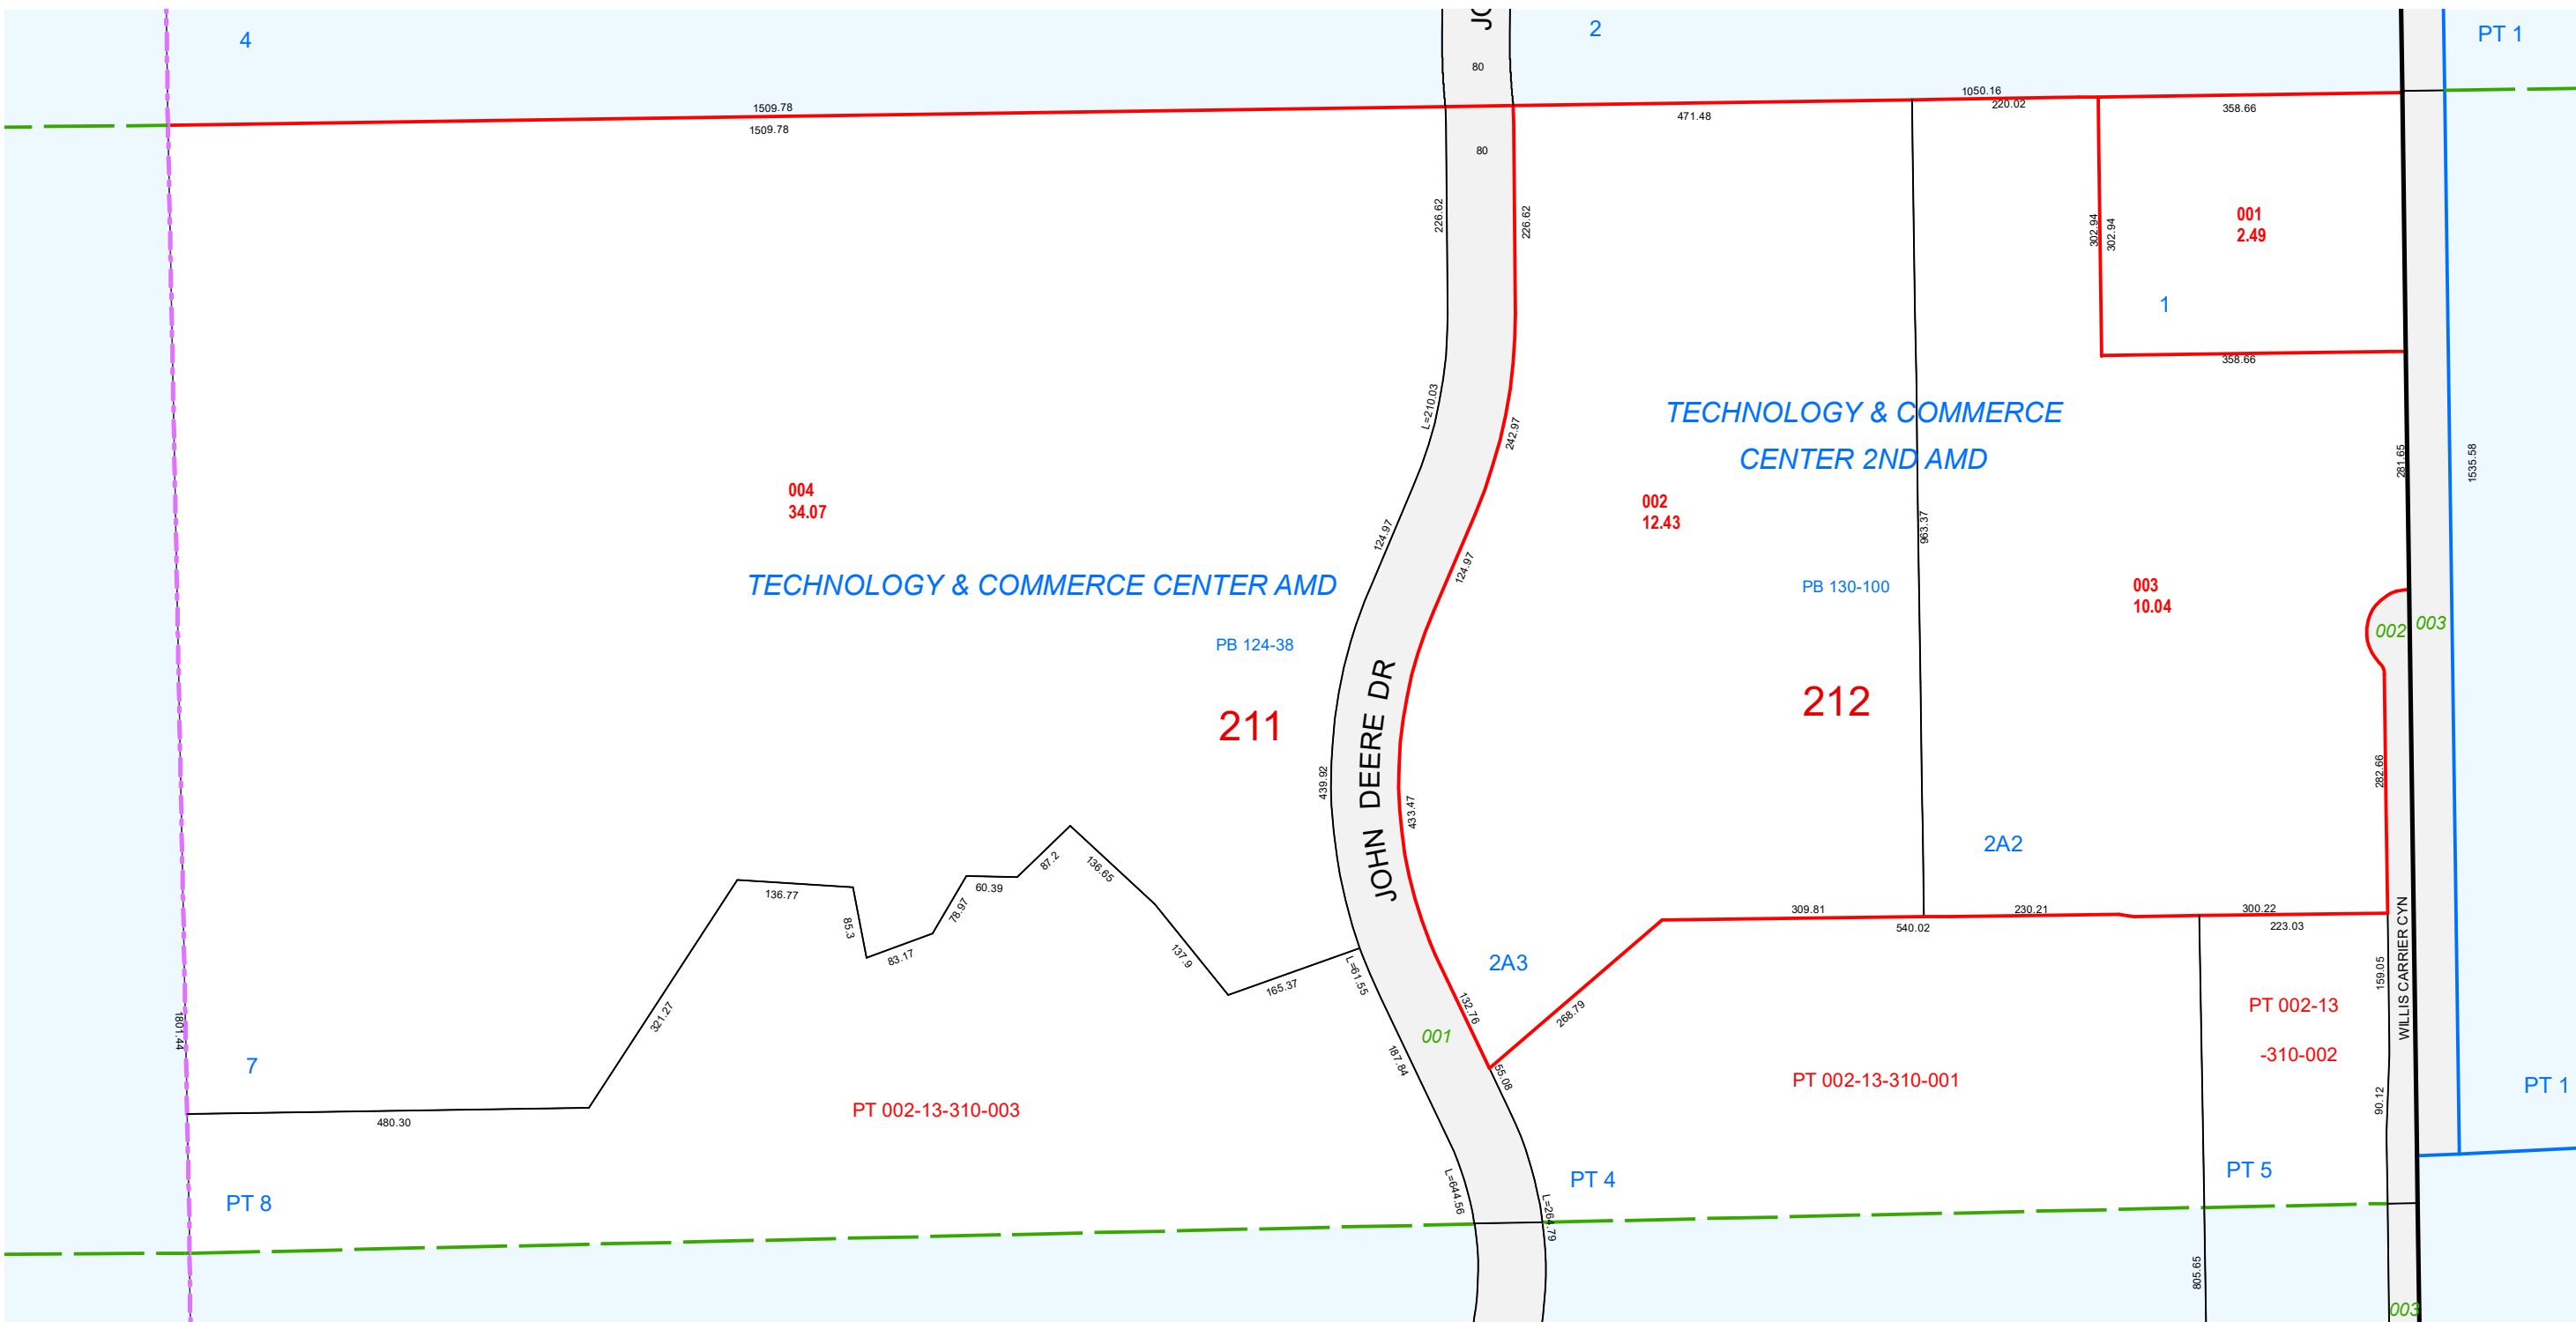 4
2
PT 1
JO
80
1509.78
1509.78
1050.16
220.02
471.48
358.66
80
226.62
226.62
302.94
302.94
001
2.49
1
358.66
L=210.03
242.97
TECHNOLOGY & COMMERCE
CENTER 2ND AMD
281.65
1535.58
004
34.07
002
12.43
124.97
124.97
963.37
TECHNOLOGY & COMMERCE CENTER AMD
PB 130-100
003
10.04
PB 124-38
002
003
211
212
JOHN DEERE DR
439.92
433.47
282.66
2A2
136.77
85.3
83.17
78.97
60.39
87.2
136.65
137.9
165.37
L=61.55
309.81
230.21
300.22
540.02
223.03
2A3
132.76
268.79
159.05
WILLIS CARRIER CYN
321.27
1801.44
001
PT 002-13
-310-002
7
187.84
55.08
PT 002-13-310-001
PT 002-13-310-003
90.12
PT 1
480.30
PT 8
L=644.56
L=264.79
PT 4
PT 5
805.65
003